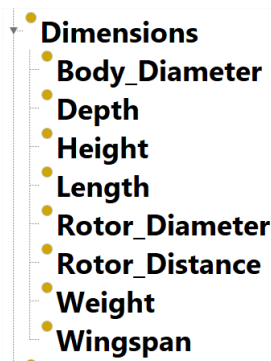 Dimensions
Body_Diameter
Depth
Height
Length
Rotor_Diameter
Rotor_Distance
Weight
Wingspan